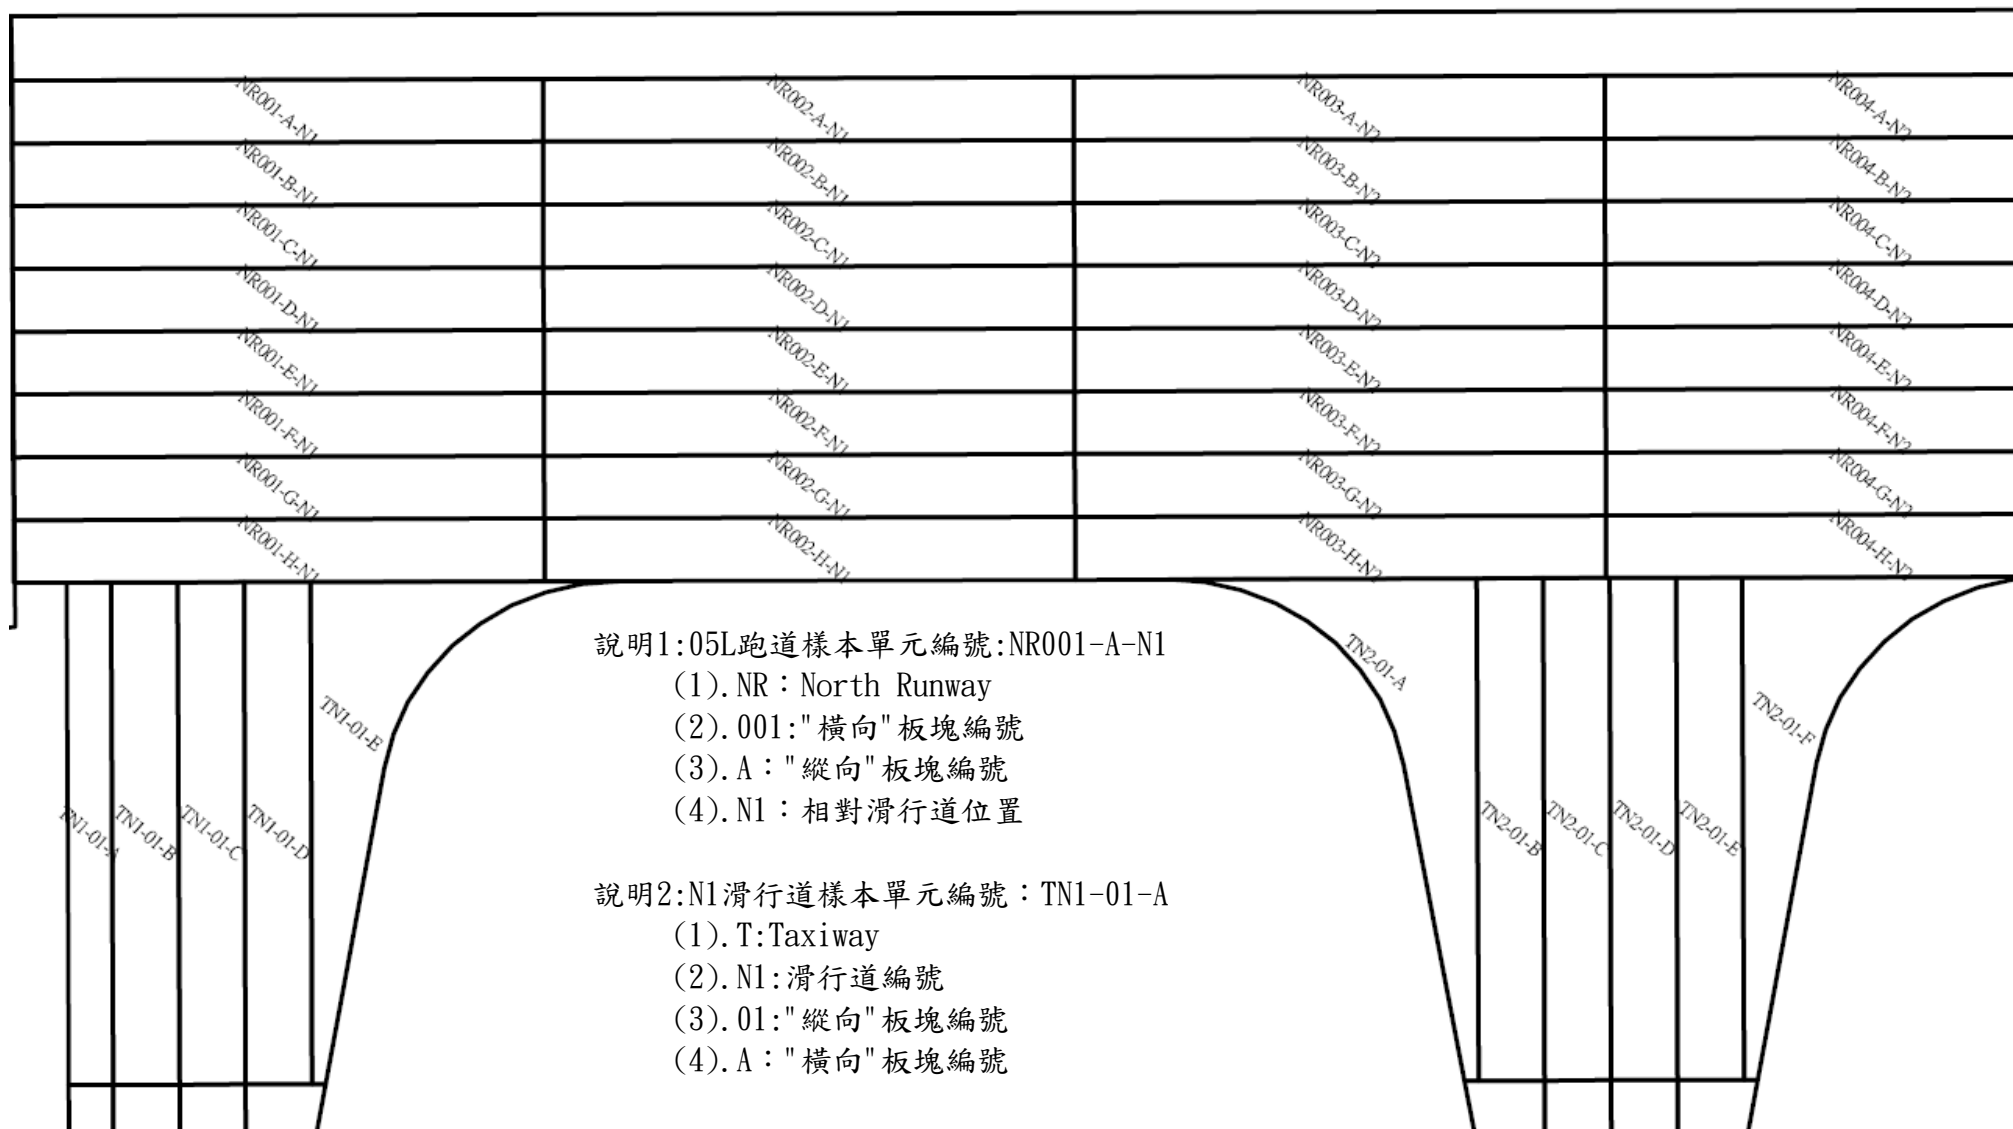 NR001-A-N1 NR002-A-N1 NR003-A-N2 NR004-A-N2
NR001-B-N1 NR002-B-N1 NR003-B-N2 NR004-B-N2
NR001-C-N1 NR002-C-N1 NR003-C-N2 NR004-C-N2
NR001-D-N1 NR002-D-N1 NR003-D-N2 NR004-D-N2
NR001-E-N1 NR002-E-N1 NR003-E-N2 NR004-E-N2
NR001-F-N1 NR002-F-N1 NR003-F-N2 NR004-F-N2
NR001-G-N1 NR002-G-N1 NR003-G-N2 NR004-G-N2
NR001-H-N1 NR002-H-N1 NR003-H-N2 NR004-H-N2
TN1-01-A
TN1-01-B
TN1-01-C
TN1-01-D
TN1-01-E
說明1:05L跑道樣本單元編號:NR001-A-N1
(1).NR：North Runway
(2).001:"橫向"板塊編號
(3).A："縱向"板塊編號
(4).N1：相對滑行道位置
說明2:N1滑行道樣本單元編號：TN1-01-A
(1).T:Taxiway
(2).N1:滑行道編號
(3).01:"縱向"板塊編號
(4).A："橫向"板塊編號
TN2-01-A
TN2-01-B
TN2-01-C
TN2-01-D
TN2-01-E
TN2-01-F